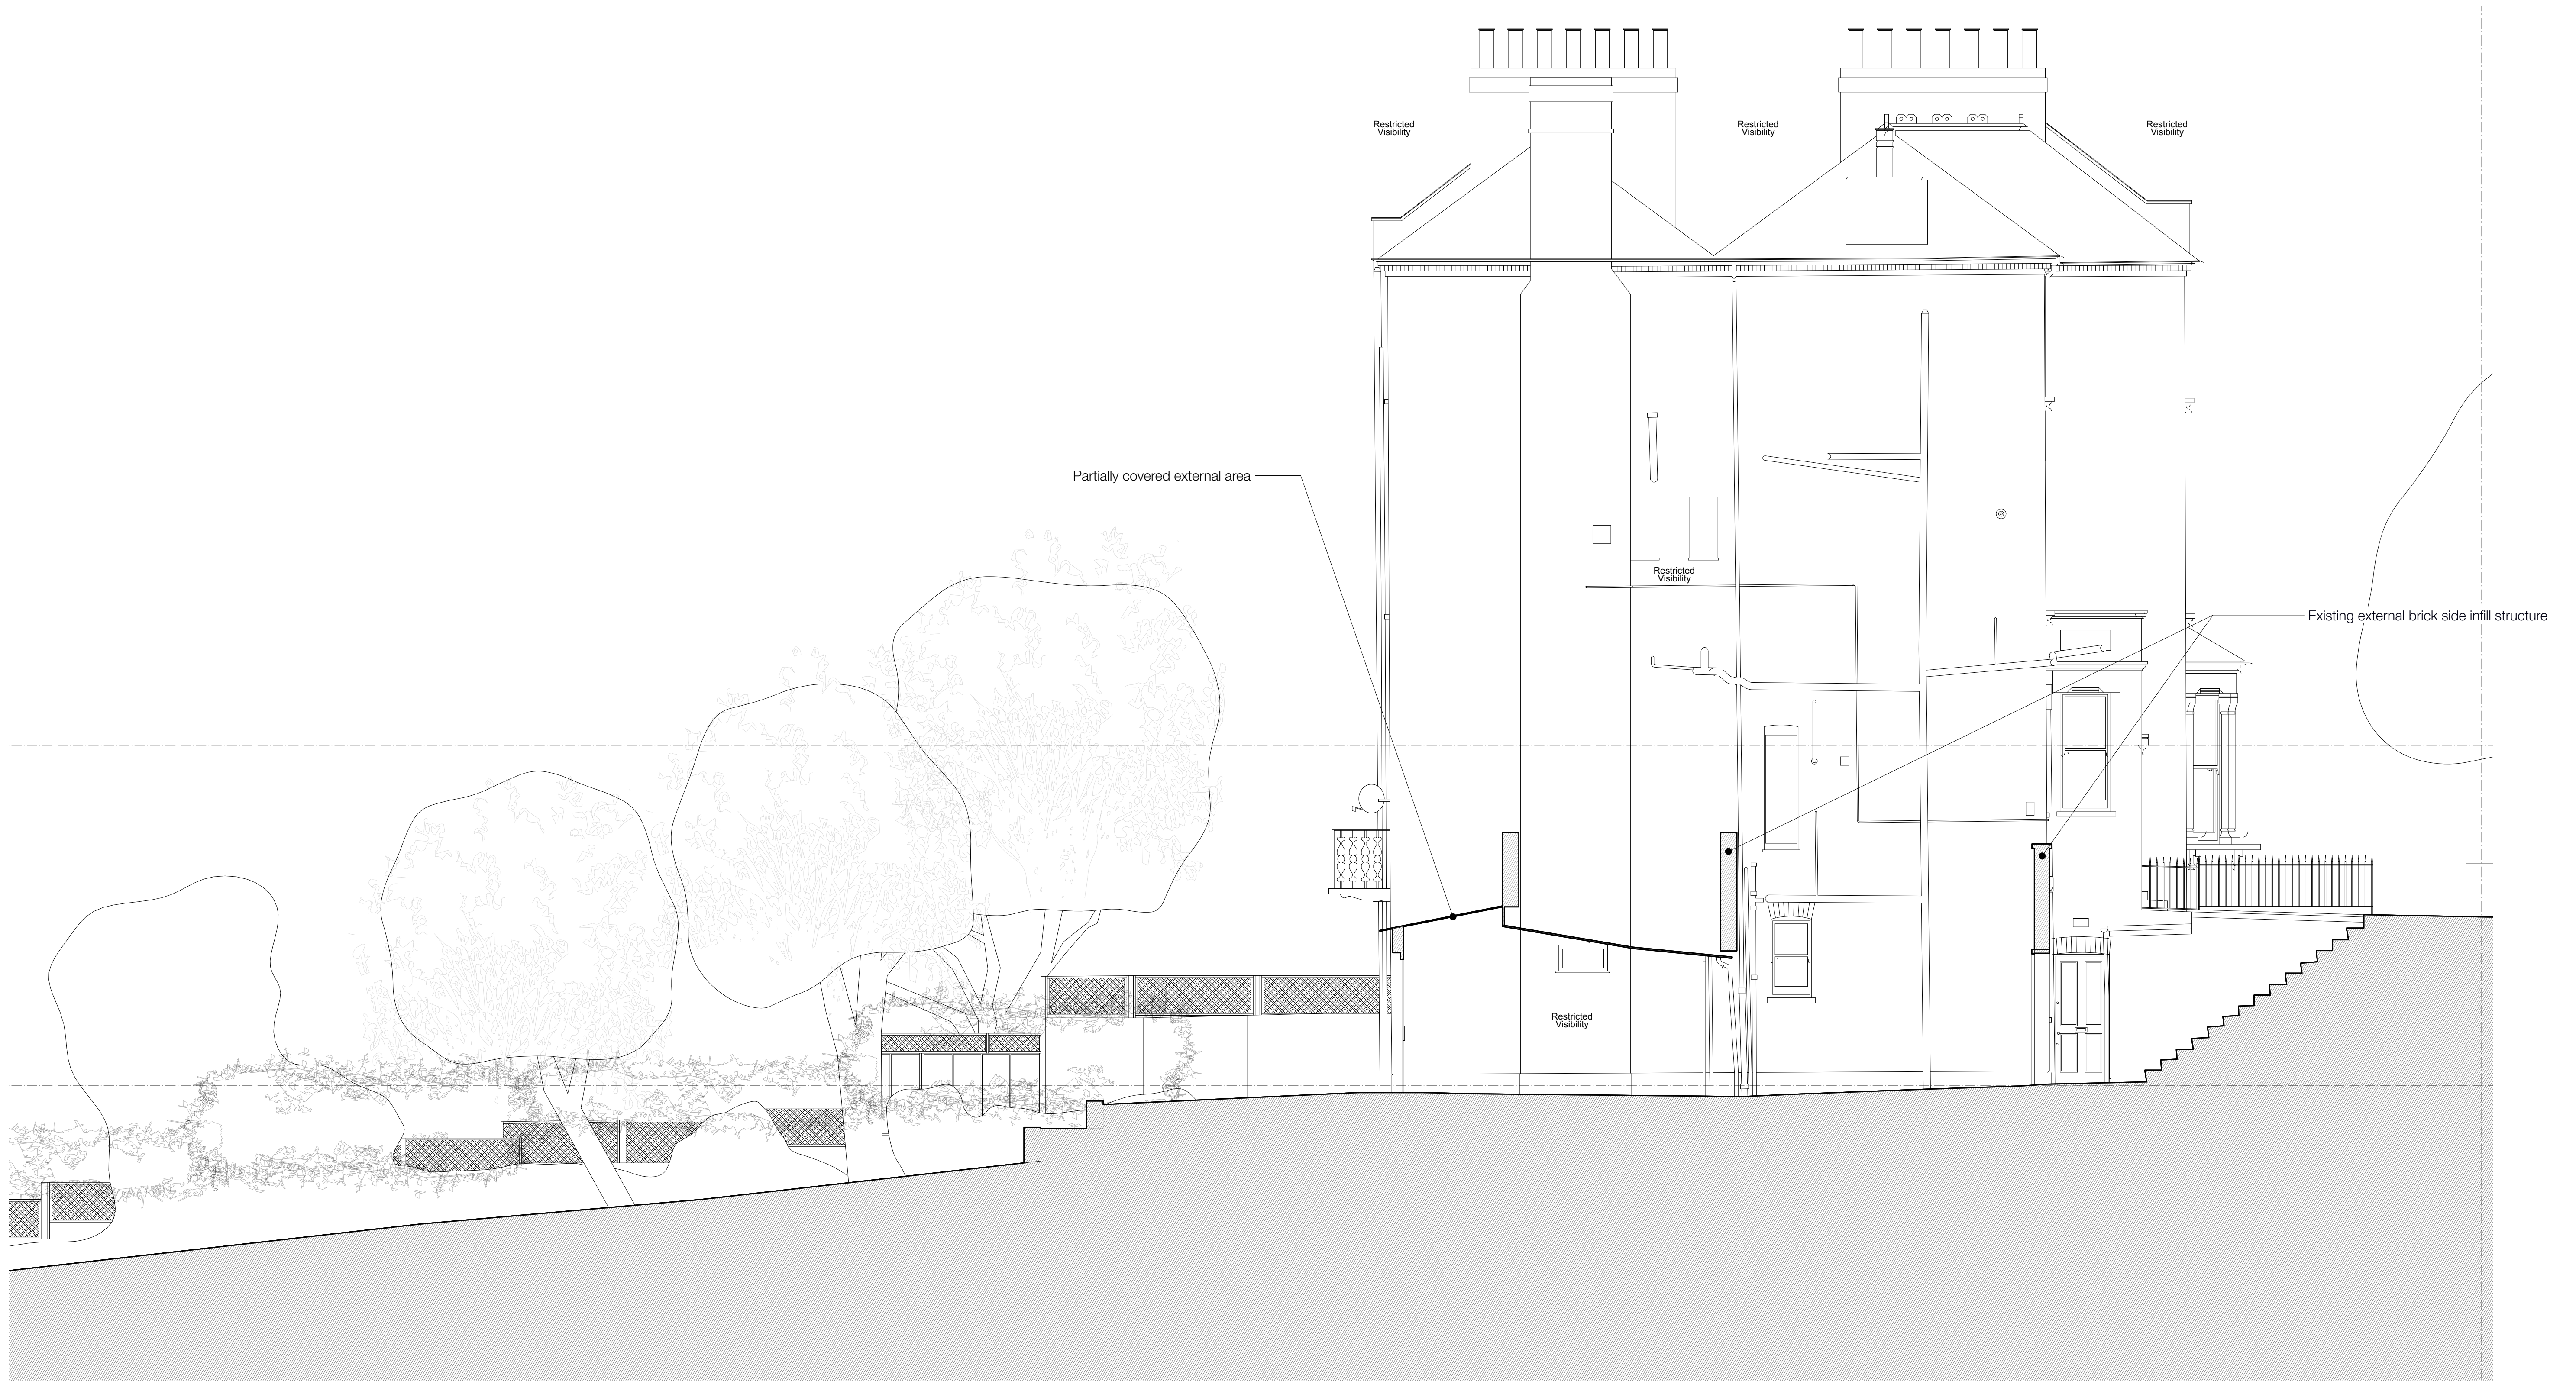 Restricted
Visibility
Restricted
Visibility
Restricted
Visibility
Partially covered external area
Restricted
Visibility
Existing external brick side infill structure
Restricted
Visibility